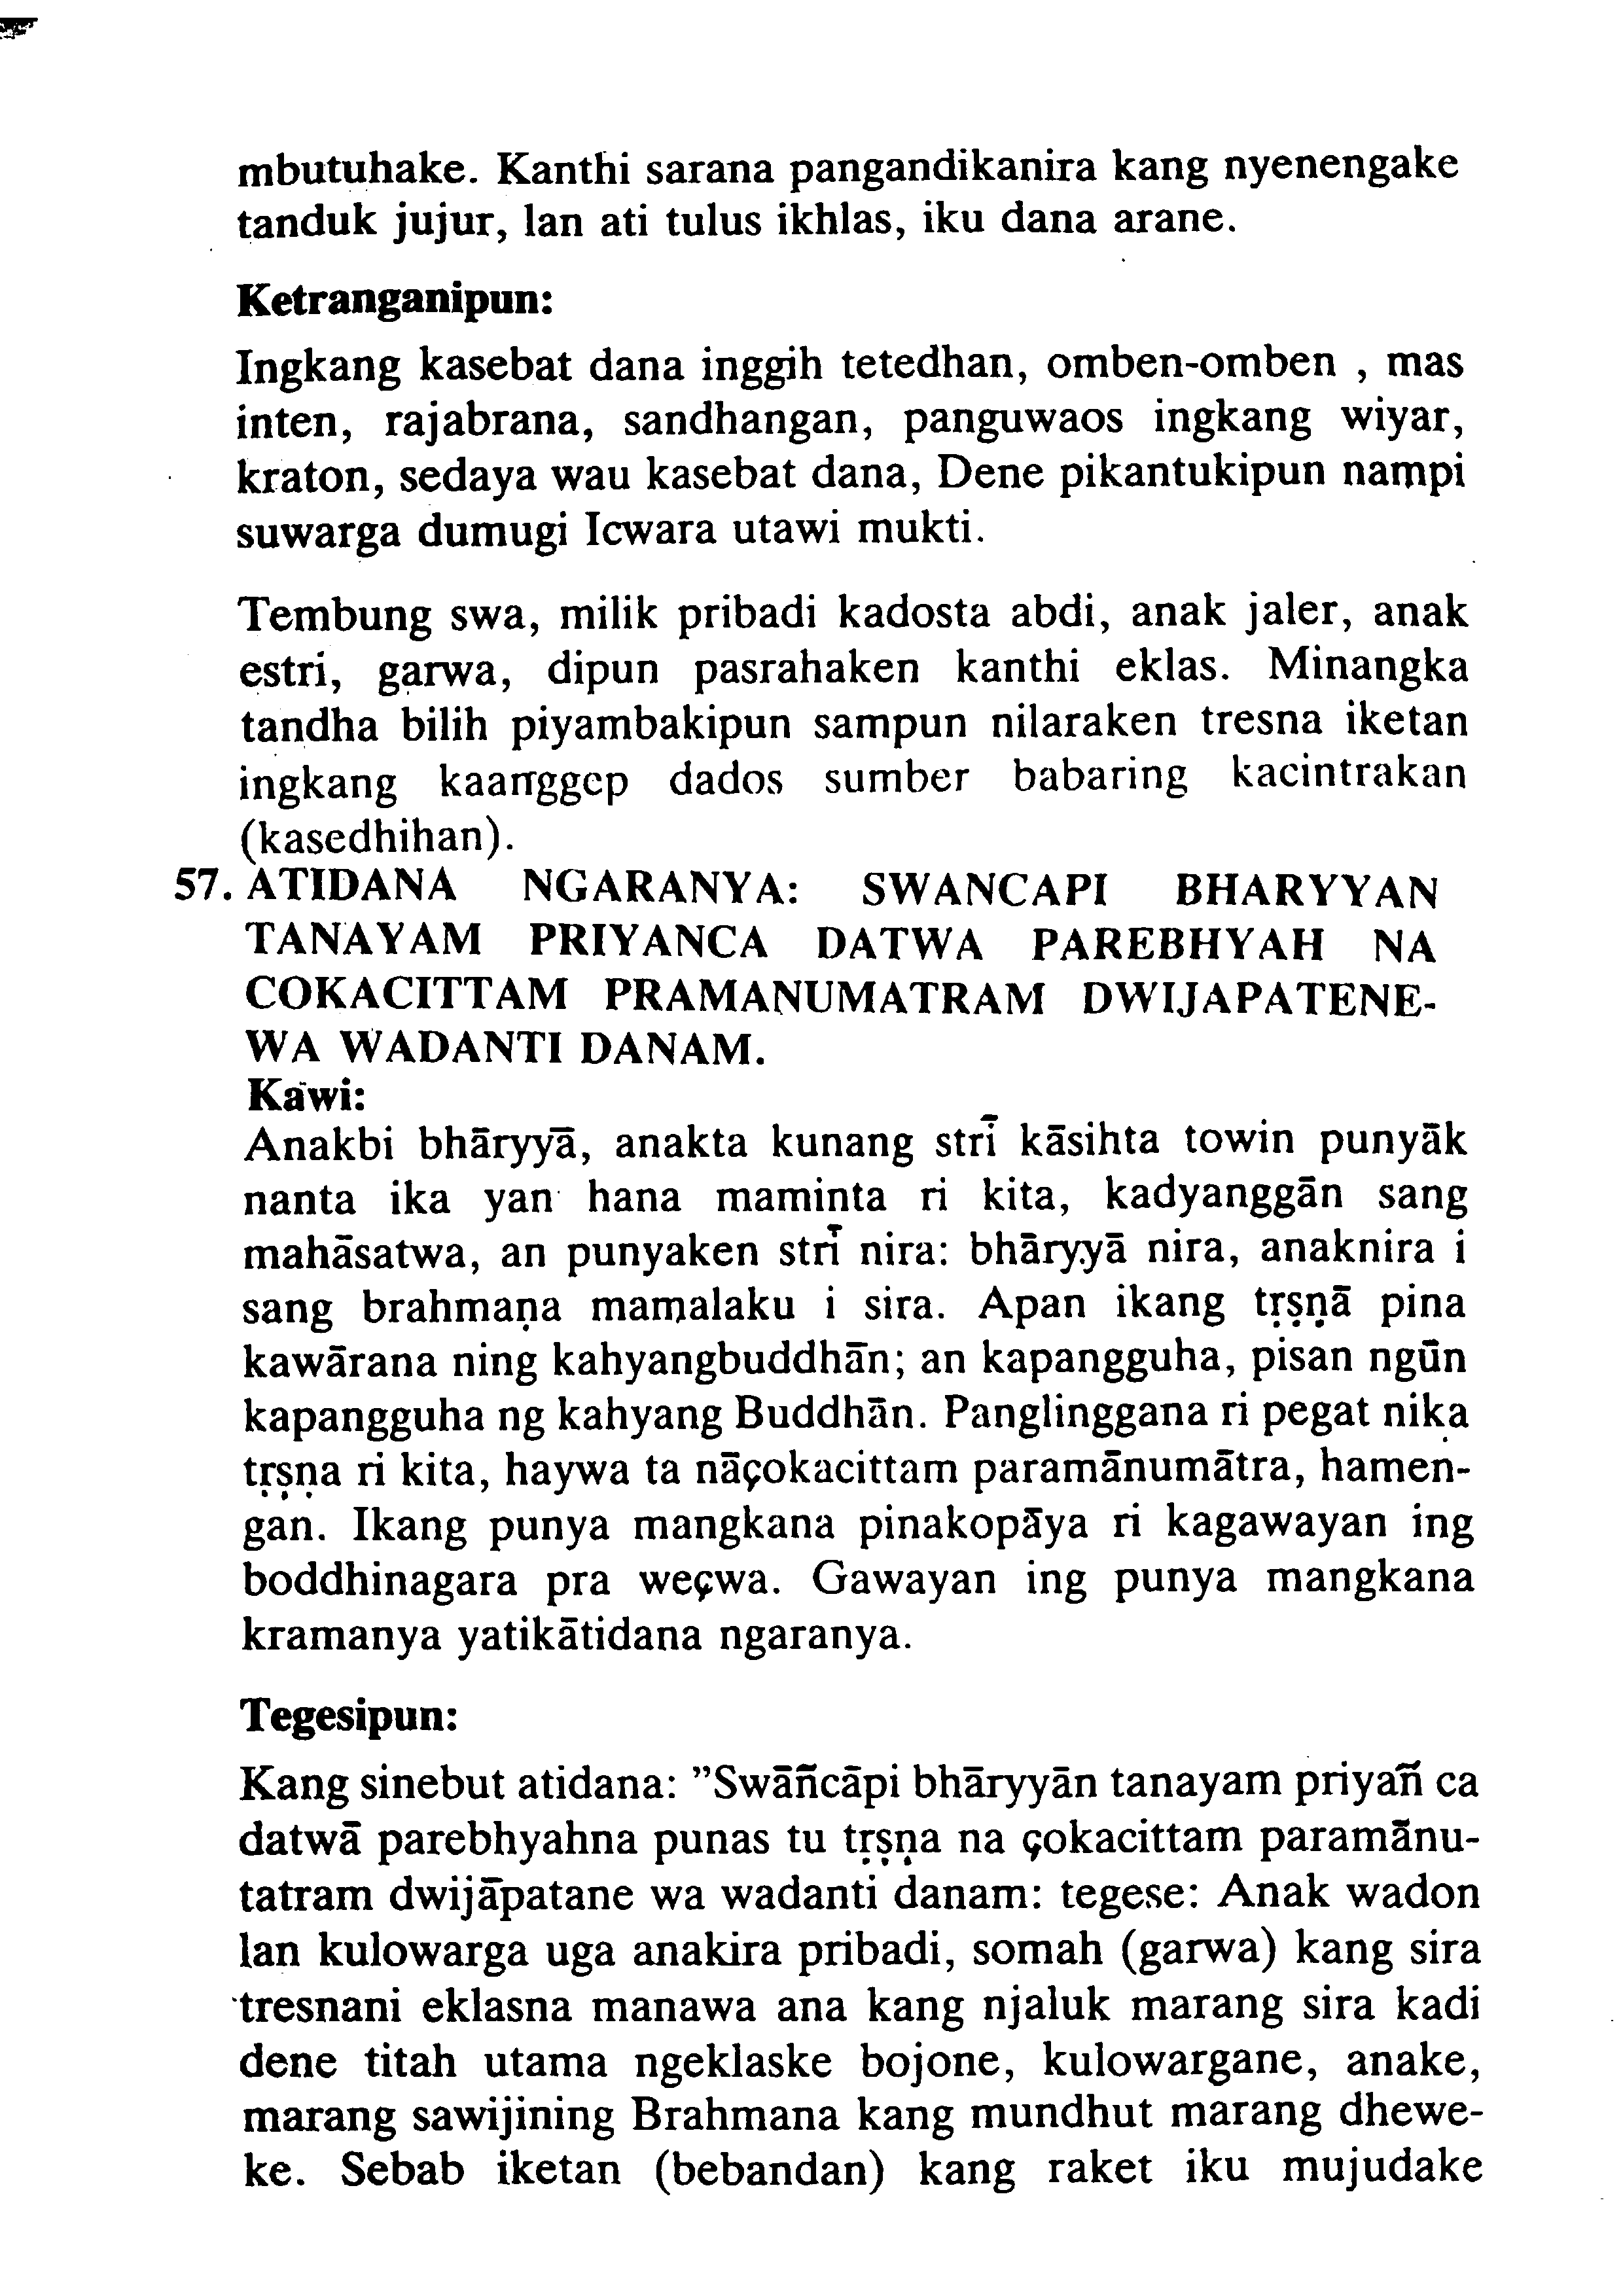 mbutuhake. Kanthi sarana pangandikanira kang nyenengake
tanduk jujur, lan ati tulus ikhlas, iku dana arane.
Ketranganipun:
Ingkang kasebat dana inggih tetedhan, omben-omben , mas
inten, rajabrana, sandhangan, panguwaos ingkang wiyar,
kraton, sedaya wau kasebat dana, Dene pikantukipun nampi
suwarga dumugi Icwara utawi mukti.
Tembung swa, milik pribadi kadosta abdi, anak jaler, anak
estri, garwa, dipun pasrahaken kanthi eklas. Minangka
tandha bilih piyambakipun sampun nilaraken tresna iketan
ingkang kaanggep dados sumber babaring kacintrakan
(kasedhihan).
57. ATIDANA NGARANYA: SWANCAPI BHARYYAN
TANAYAM PRIYANCA DATWA PAREBHYAH NA
COKACITTAM PRAMANUMATRAM DWIJAPATENE-
WA WADANTI DANAM.
Kawi:
Anakbi bhāryyā, anakta kunang strī kāsihta towin punyāk
nanta ika yan hana maminta ri kita, kadyanggān sang
mahāsatwa, an punyaken strī nira: bhāryyā nira, anaknira i
sang brahmaṇa mamalaku i sira. Apan ikang tṛṣṇā pina
kawārana ning kahyangbuddhān; an kapangguha, pisan ngūn
kapangguha ng kahyang Buddhān. Panglinggana ri pegat nika
tṛṣṇa ri kita, haywa ta nāçokacittam paramānumātra, hamen-
gan. Ikang punya mangkana pinakopāya ri kagawayan ing
boddhinagara pra weçwa. Gawayan ing punya mangkana
kramanya yatikātidana ngaranya.
Tegesipun:
Kang sinebut atidana: ”Swāñcāpi bhāryyān tanayam priyañ ca
datwā parebhyahna punas tu tṛṣṇa na çokacittam paramānu-
tatram dwijāpatane wa wadanti danam: tegese: Anak wadon
lan kulowarga uga anakira pribadi, somah (garwa) kang sira
tresnani eklasna manawa ana kang njaluk marang sira kadi
dene titah utama ngeklaske bojone, kulowargane, anake,
marang sawijining Brahmana kang mundhut marang dhewe-
ke. Sebab iketan (bebandan) kang raket iku mujudake